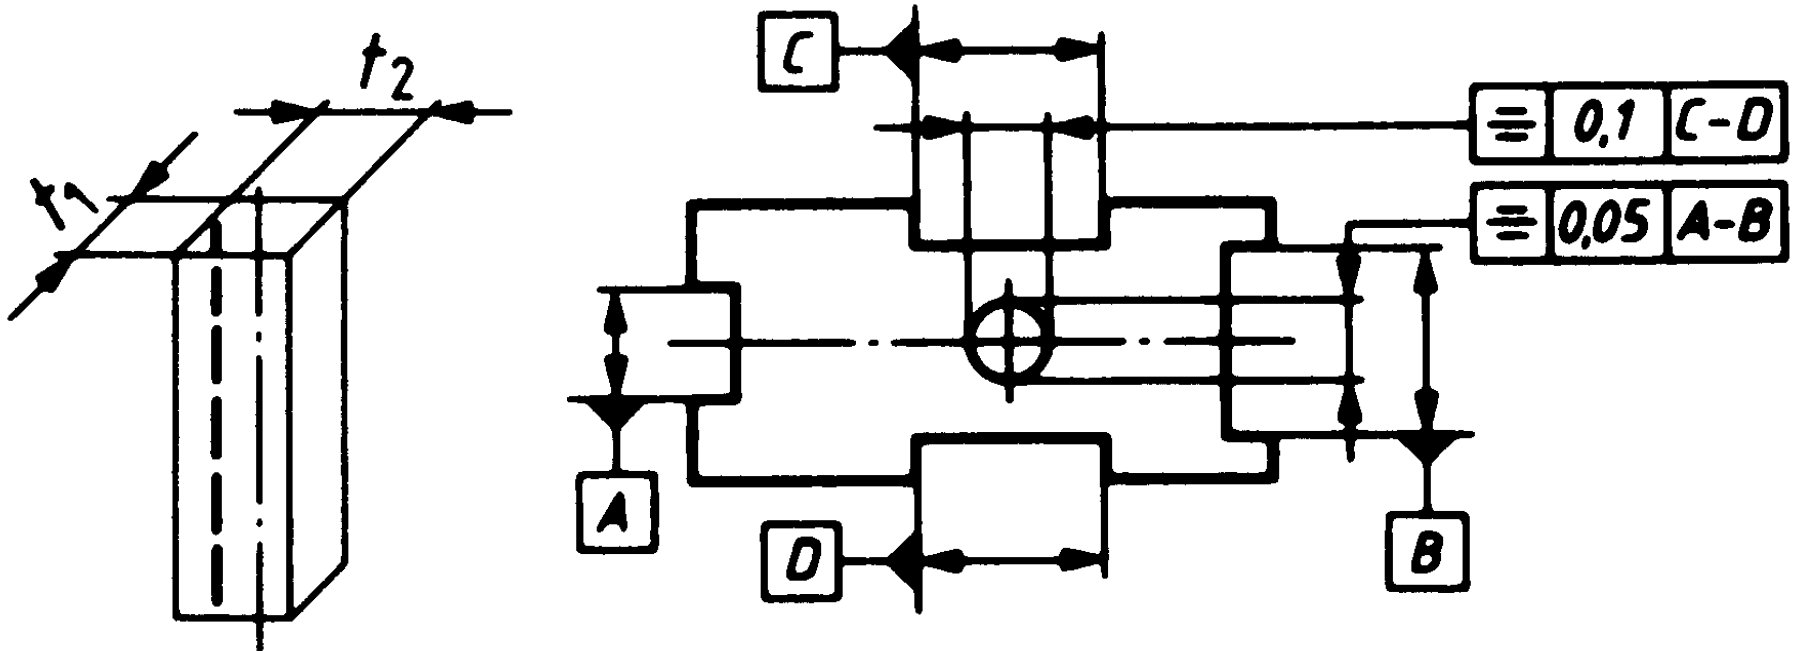 t2
t1
C
⌯ 0,1 C-D
⌯ 0,05 A-B
A
D
B